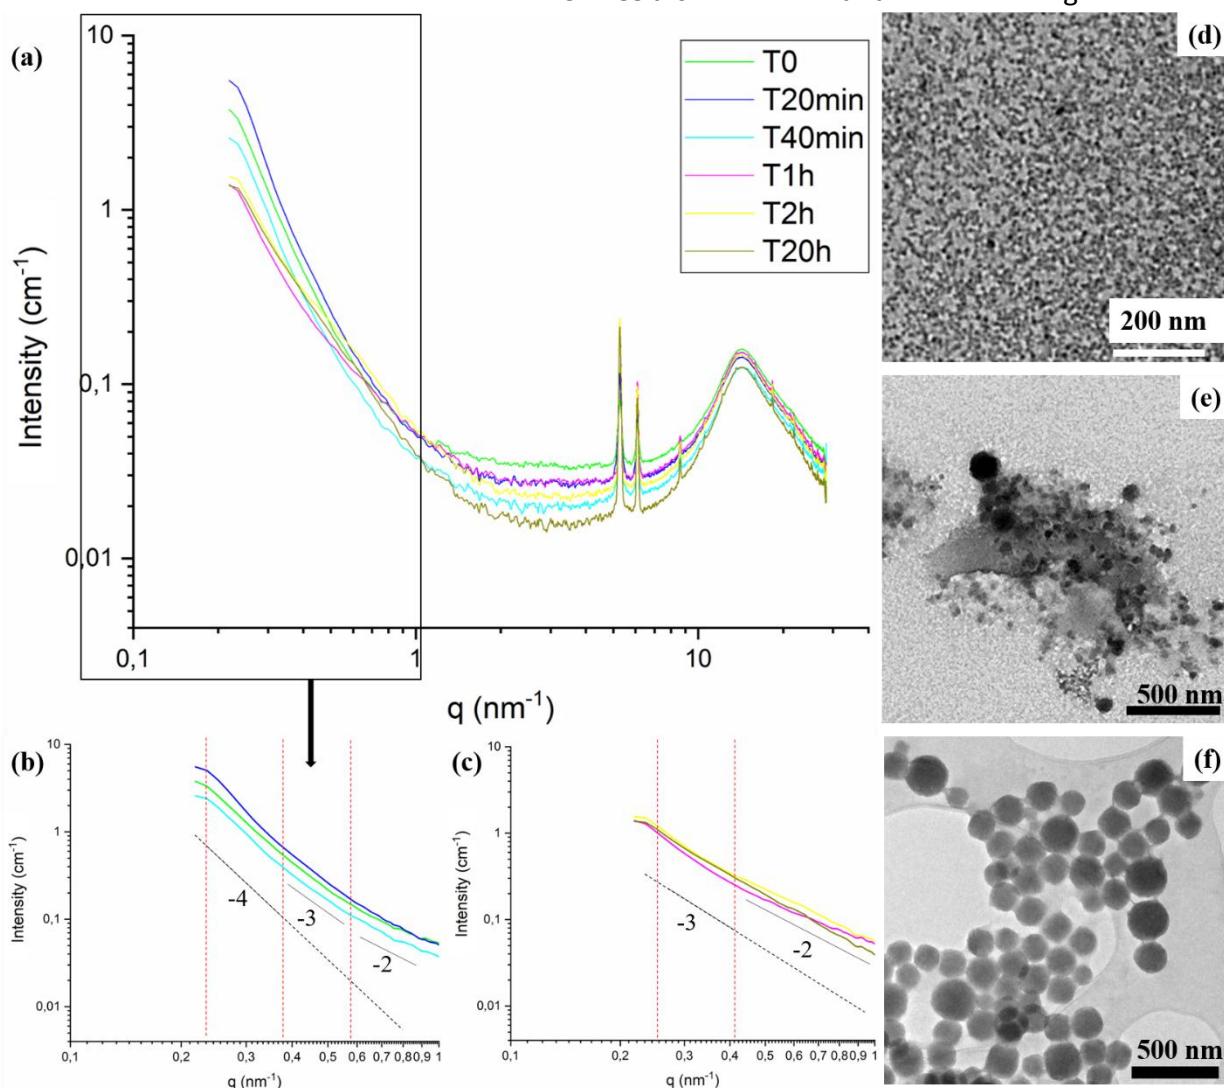 (a)
10
1
0,1
0,01
Intensity (cm⁻¹)
0,1
1
10
q (nm⁻¹)
T0
T20min
T40min
T1h
T2h
T20h
(d)
200 nm
(e)
500 nm
(b)
10
1
0,1
0,01
Intensity (cm⁻¹)
-4
-3
-2
0,1
0,2
0,3
0,4
0,5
0,6
0,7
0,8
0,9
1
q (nm⁻¹)
(c)
10
1
0,1
0,01
Intensity (cm⁻¹)
-3
-2
0,1
0,2
0,3
0,4
0,5
0,6
0,7
0,8
0,9
1
q (nm⁻¹)
(f)
500 nm